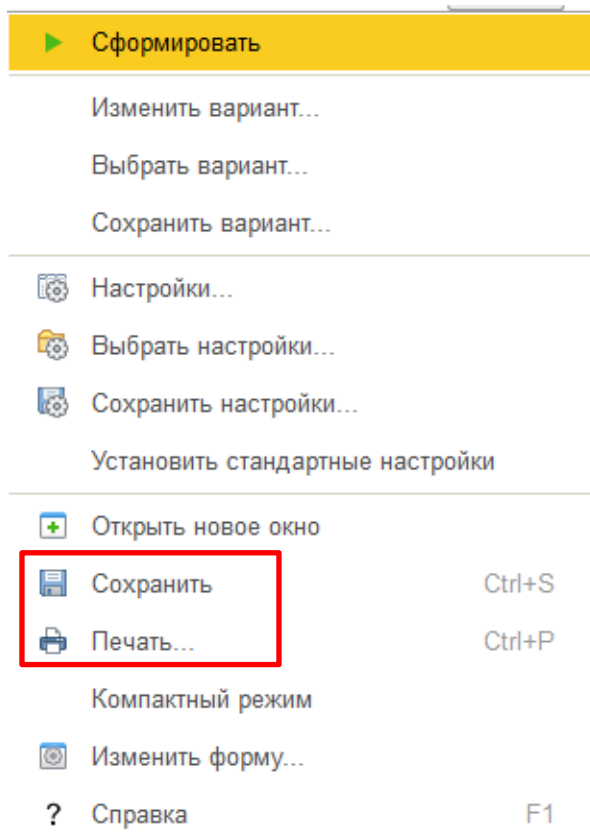 Сформировать
Изменить вариант...
Выбрать вариант...
Сохранить вариант...
Настройки...
Выбрать настройки...
Сохранить настройки...
Установить стандартные настройки
Открыть новое окно
Сохранить Ctrl+S
Печать... Ctrl+P
Компактный режим
Изменить форму...
? Справка F1